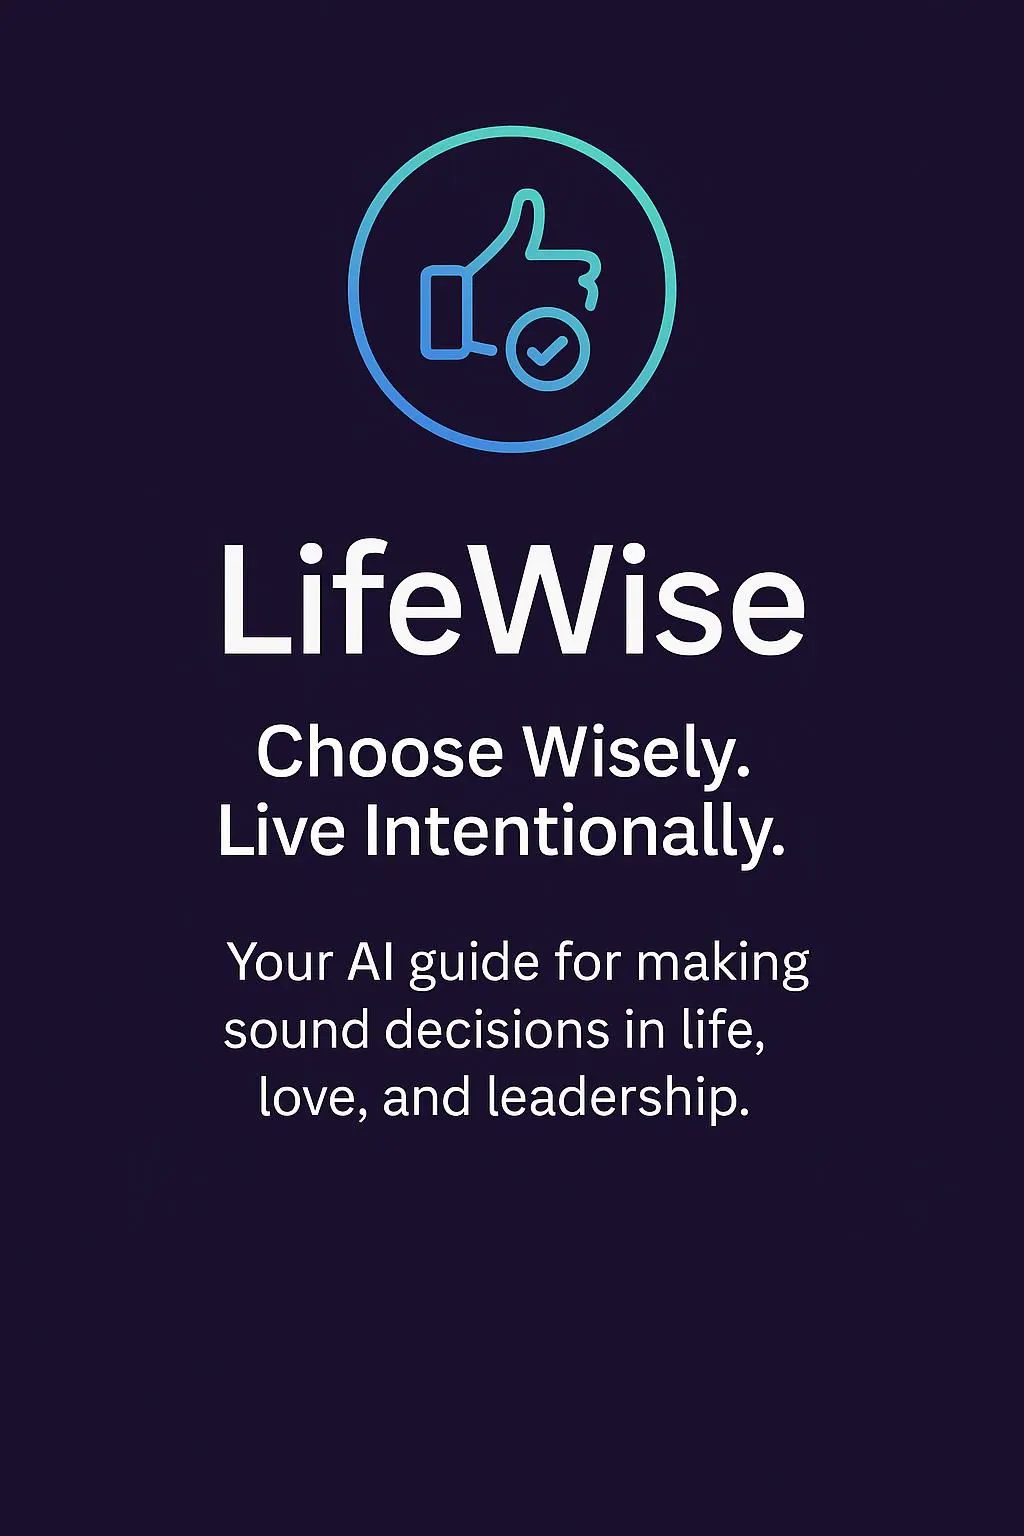 LifeWise
Choose Wisely.
Live Intentionally.
Your AI guide for making
sound decisions in life,
love, and leadership.